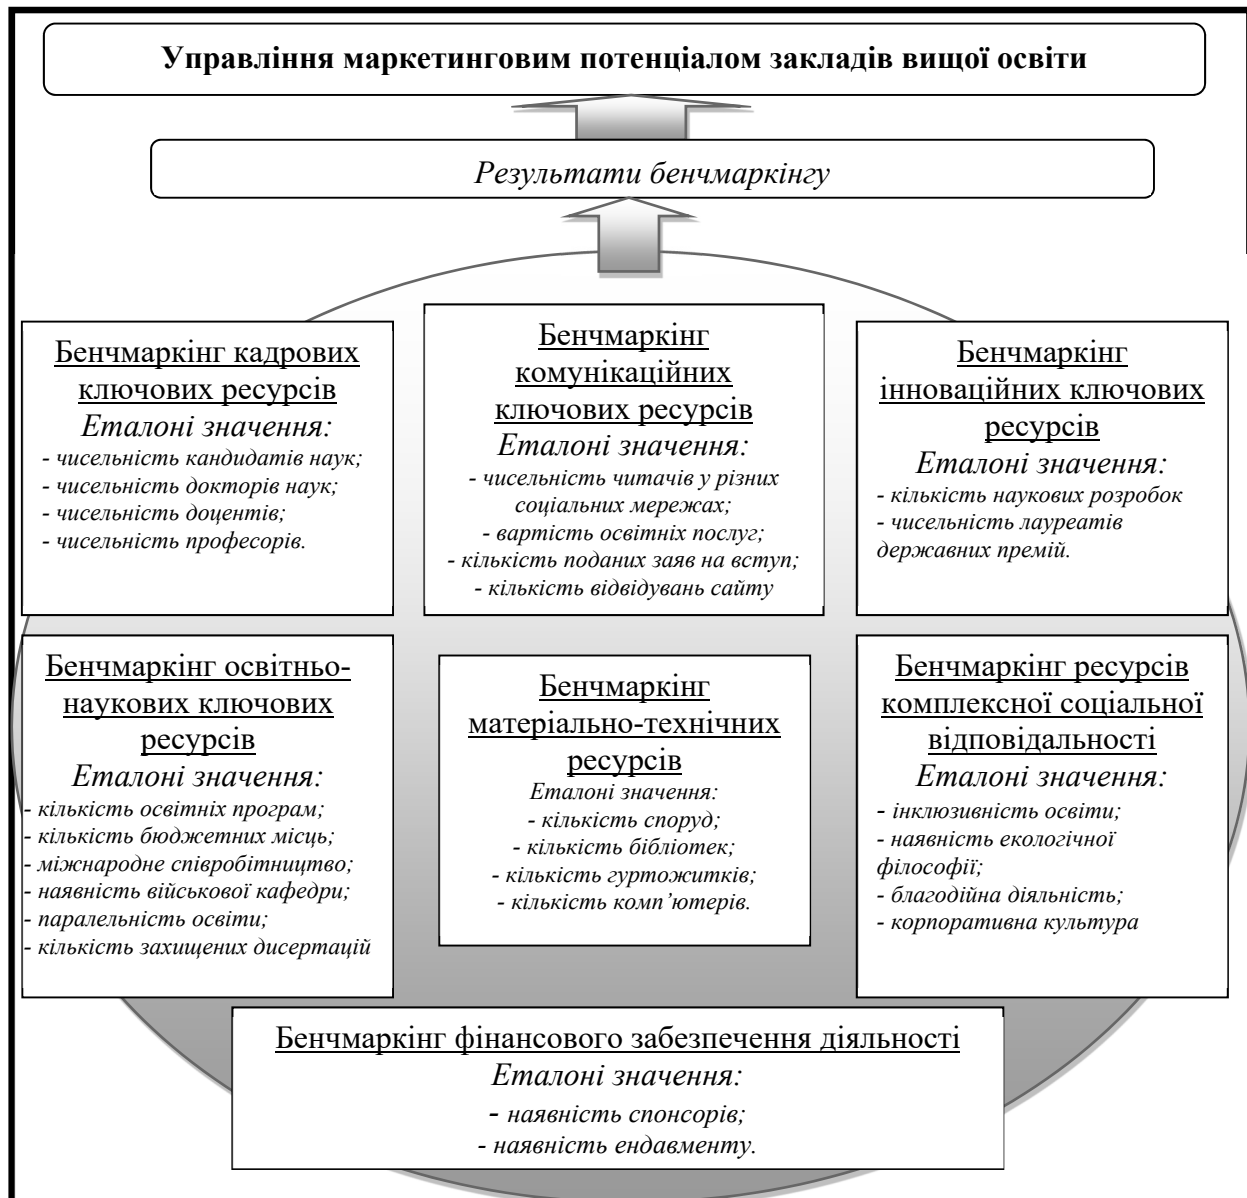 Управління маркетинговим потенціалом закладів вищої освіти
Результати бенчмаркінгу
Бенчмаркінг кадрових
ключових ресурсів
Еталоні значення:
- чисельність кандидатів наук;
- чисельність докторів наук;
- чисельність доцентів;
- чисельність професорів.
Бенчмаркінг
комунікаційних
ключових ресурсів
Еталоні значення:
- чисельність читачів у різних
соціальних мережах;
- вартість освітніх послуг;
- кількість поданих заяв на вступ;
- кількість відвідувань сайту
Бенчмаркінг
інноваційних ключових
ресурсів
Еталоні значення:
- кількість наукових розробок
- чисельність лауреатів
державних премій.
Бенчмаркінг освітньо-
наукових ключових
ресурсів
Еталоні значення:
- кількість освітніх програм;
- кількість бюджетних місць;
- міжнародне співробітництво;
- наявність військової кафедри;
- паралельність освіти;
- кількість захищених дисертацій
Бенчмаркінг
матеріально-технічних
ресурсів
Еталоні значення:
- кількість споруд;
- кількість бібліотек;
- кількість гуртожитків;
- кількість комп’ютерів.
Бенчмаркінг ресурсів
комплексної соціальної
відповідальності
Еталоні значення:
- інклюзивність освіти;
- наявність екологічної
філософії;
- благодійна діяльність;
- корпоративна культура
Бенчмаркінг фінансового забезпечення діяльності
Еталоні значення:
- наявність спонсорів;
- наявність ендавменту.